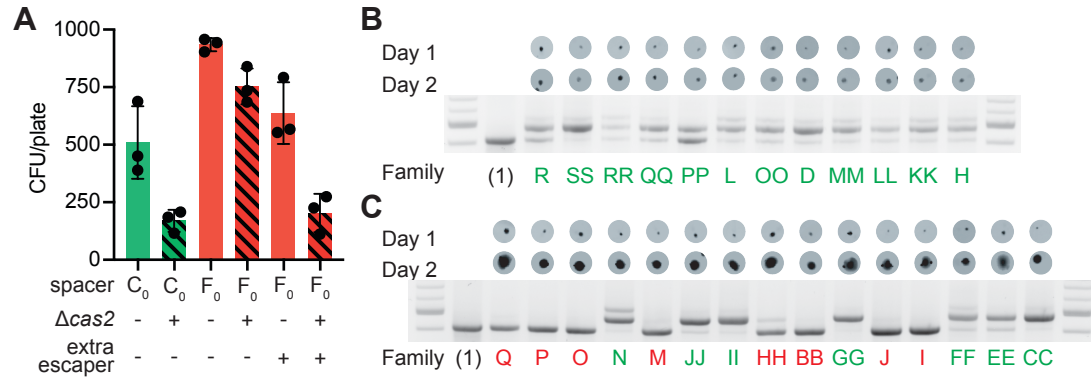 A
CFU/plate
1000
750
500
250
0
spacer C₀ C₀ F₀ F₀ F₀ F₀
Δcas2 - + - + - +
extra
escaper - - - - + +
B
Day 1
Day 2
Family (1) R SS RR QQ PP L OO D MM LL KK H
C
Day 1
Day 2
Family (1) Q P O N M JJ II HH BB GG J I FF EE CC